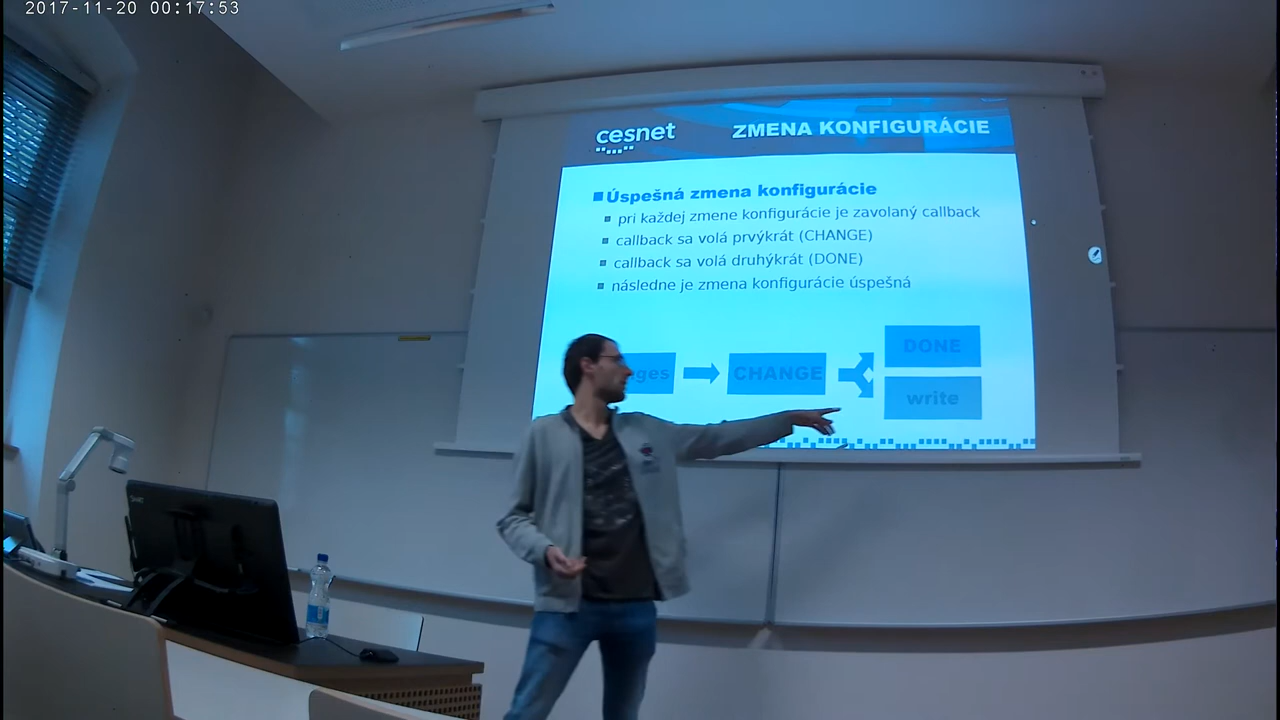 2017-11-20 00:17:53
cesnet
ZMENA KONFIGURÁCIE
Úspešná zmena konfigurácie
pri každej zmene konfigurácie je zavolaný callback
callback sa volá prvýkrát (CHANGE)
callback sa volá druhýkrát (DONE)
následne je zmena konfigurácie úspešná
CHANGE
DONE
write